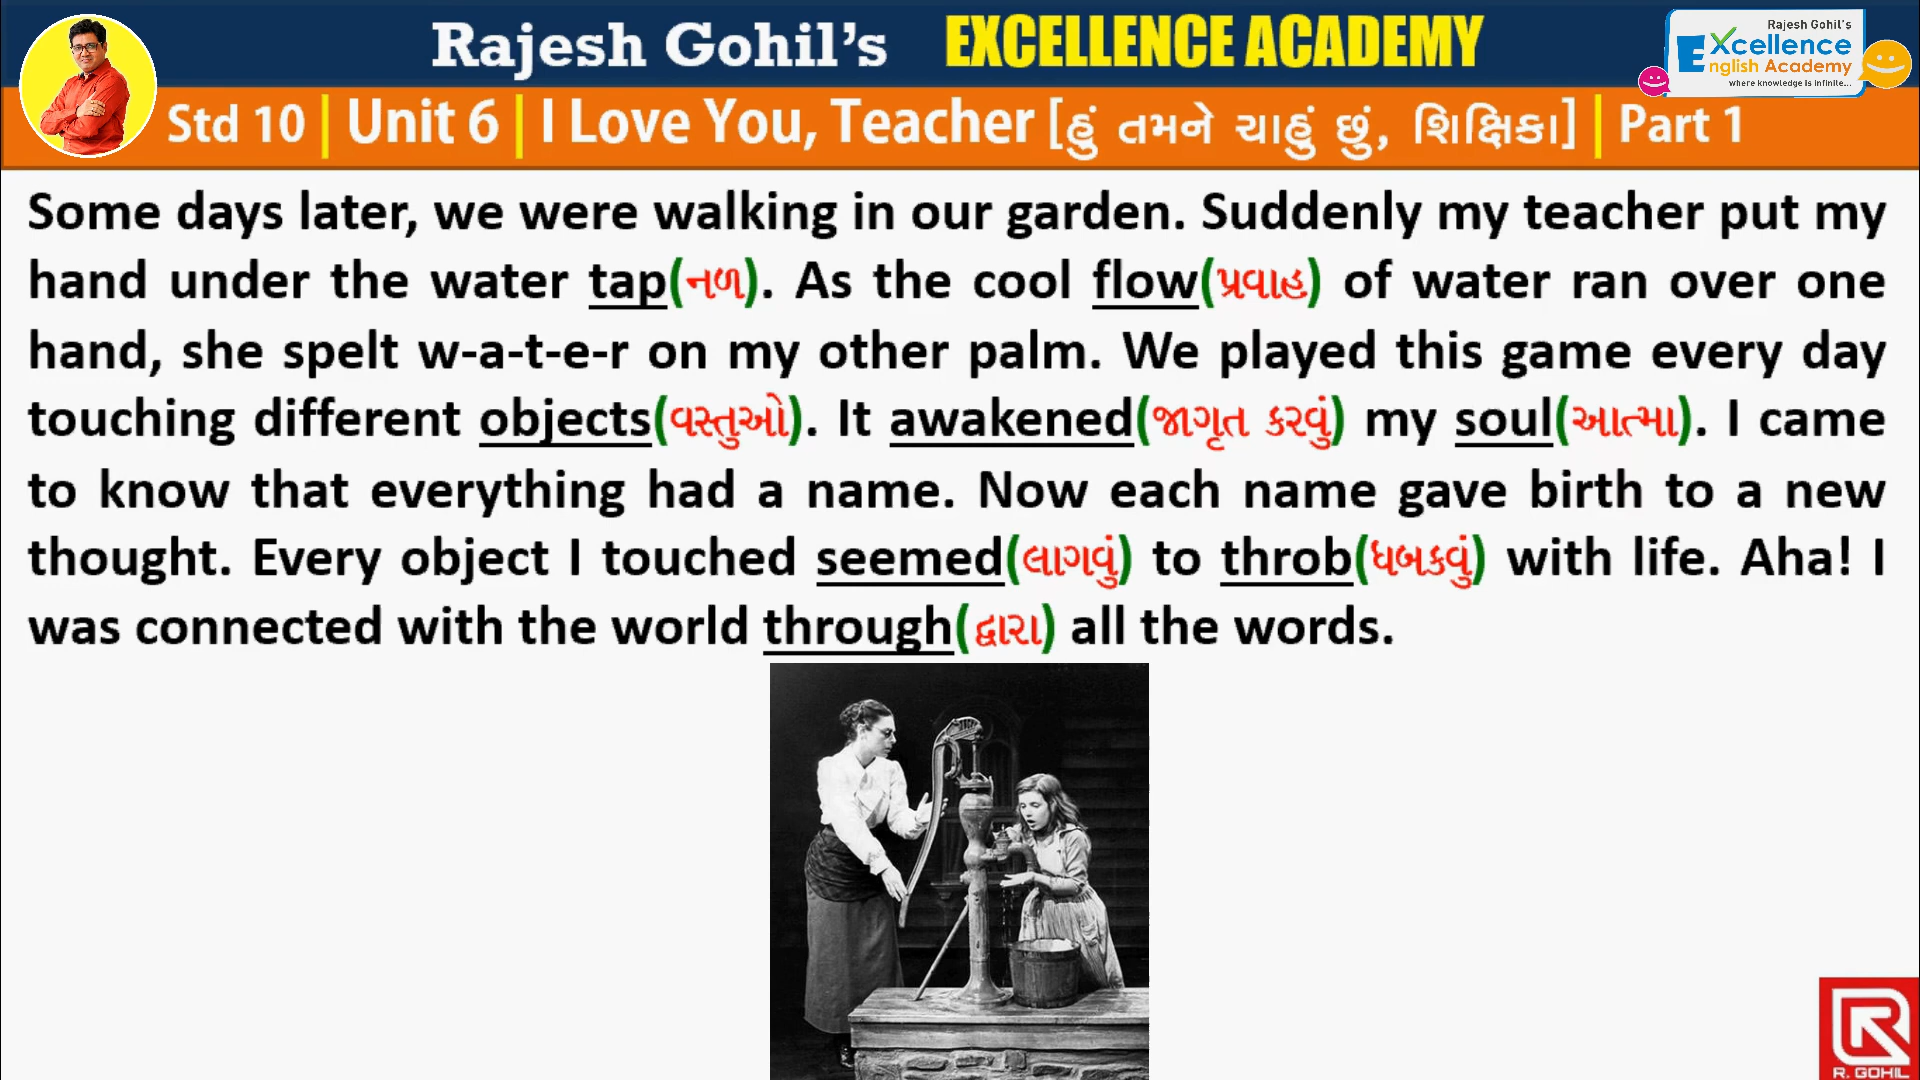 Rajesh Gohil's EXCELLENCE ACADEMY
Rajesh Gohil's
Excellence
English Academy
where knowledge is infinite...
Std 10 | Unit 6 | I Love You, Teacher [હું તમને ચાહું છું, શિક્ષિકા] | Part 1
Some days later, we were walking in our garden. Suddenly my teacher put my
hand under the water tap(નળ). As the cool flow(પ્રવાહ) of water ran over one
hand, she spelt w-a-t-e-r on my other palm. We played this game every day
touching different objects(વસ્તુઓ). It awakened(જાગૃત કરવું) my soul(આત્મા). I came
to know that everything had a name. Now each name gave birth to a new
thought. Every object I touched seemed(લાગવું) to throb(ધબકવું) with life. Aha! I
was connected with the world through(દ્વારા) all the words.
R. GOHIL